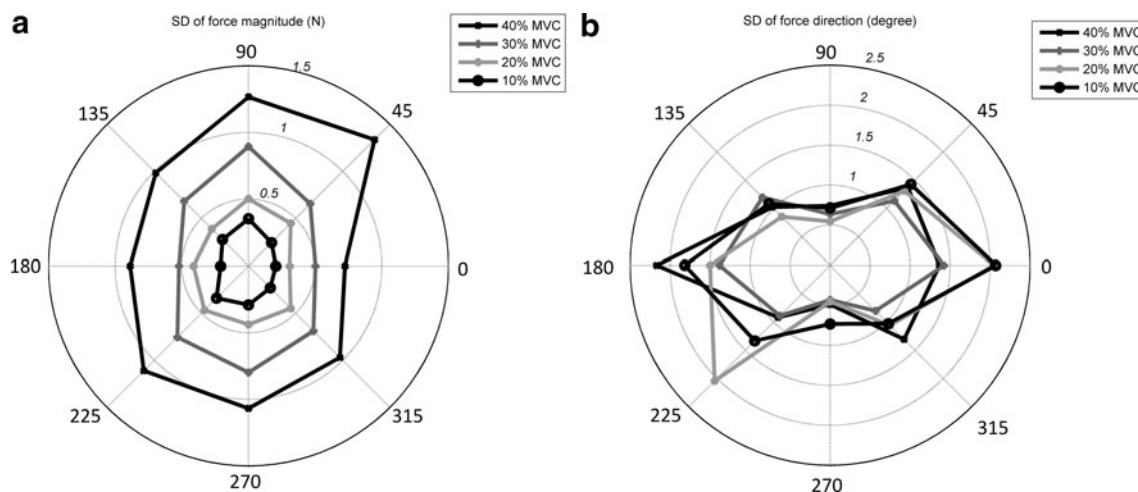 a
SD of force magnitude (N)
40% MVC
30% MVC
20% MVC
10% MVC
90
1.5
135
45
1
0.5
180
0
225
315
270
b
SD of force direction (degree)
40% MVC
30% MVC
20% MVC
10% MVC
90
2.5
135
45
2
1.5
1
180
0
225
315
270